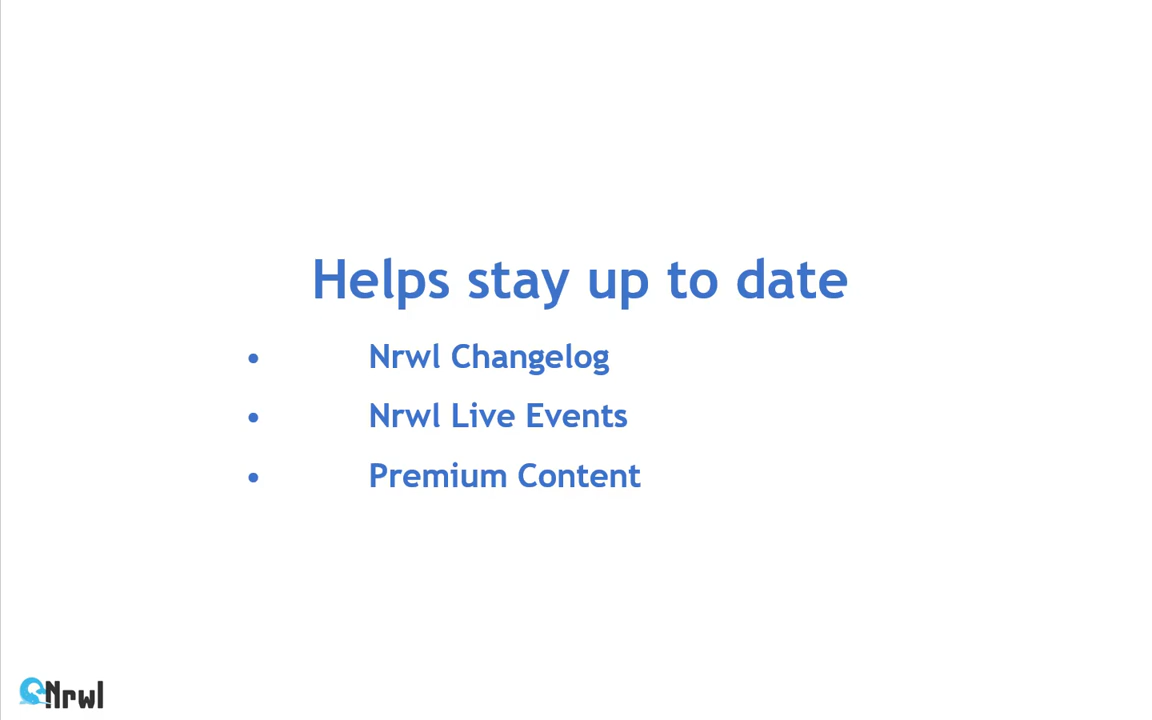 Helps stay up to date
• Nrwl Changelog
• Nrwl Live Events
• Premium Content
Nrwl